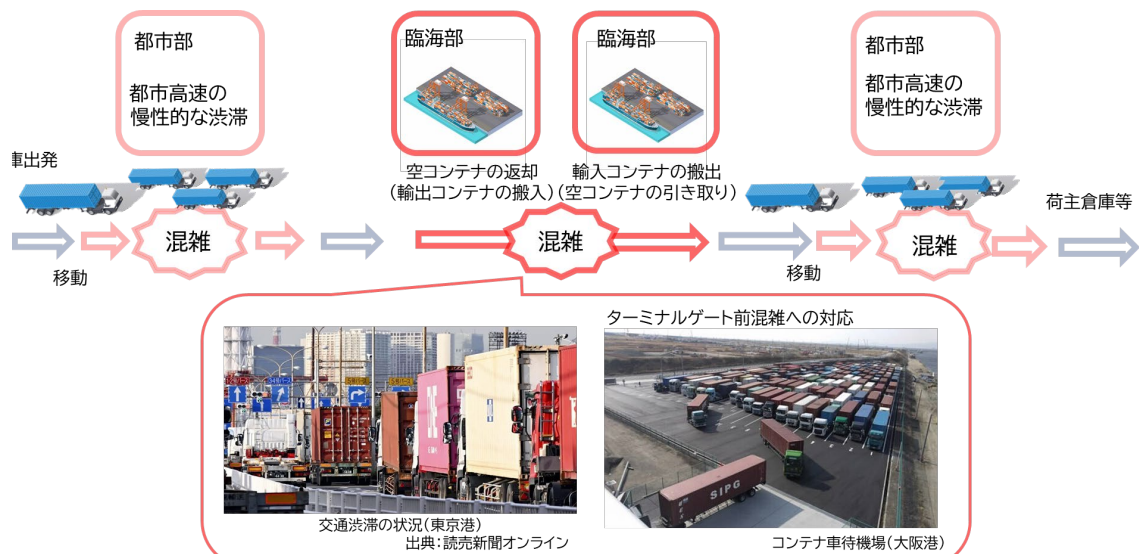 都市部
都市高速の
慢性的な渋滞
臨海部
臨海部
都市部
都市高速の
慢性的な渋滞
空コンテナの返却
(輸出コンテナの搬入)
輸入コンテナの搬出
(空コンテナの引き取り)
庫出発
荷主倉庫等
混雑
混雑
混雑
移動
移動
ターミナルゲート前混雑への対応
SIPG
交通渋滞の状況(東京港)
出典:読売新聞オンライン
コンテナ車待機場(大阪港)